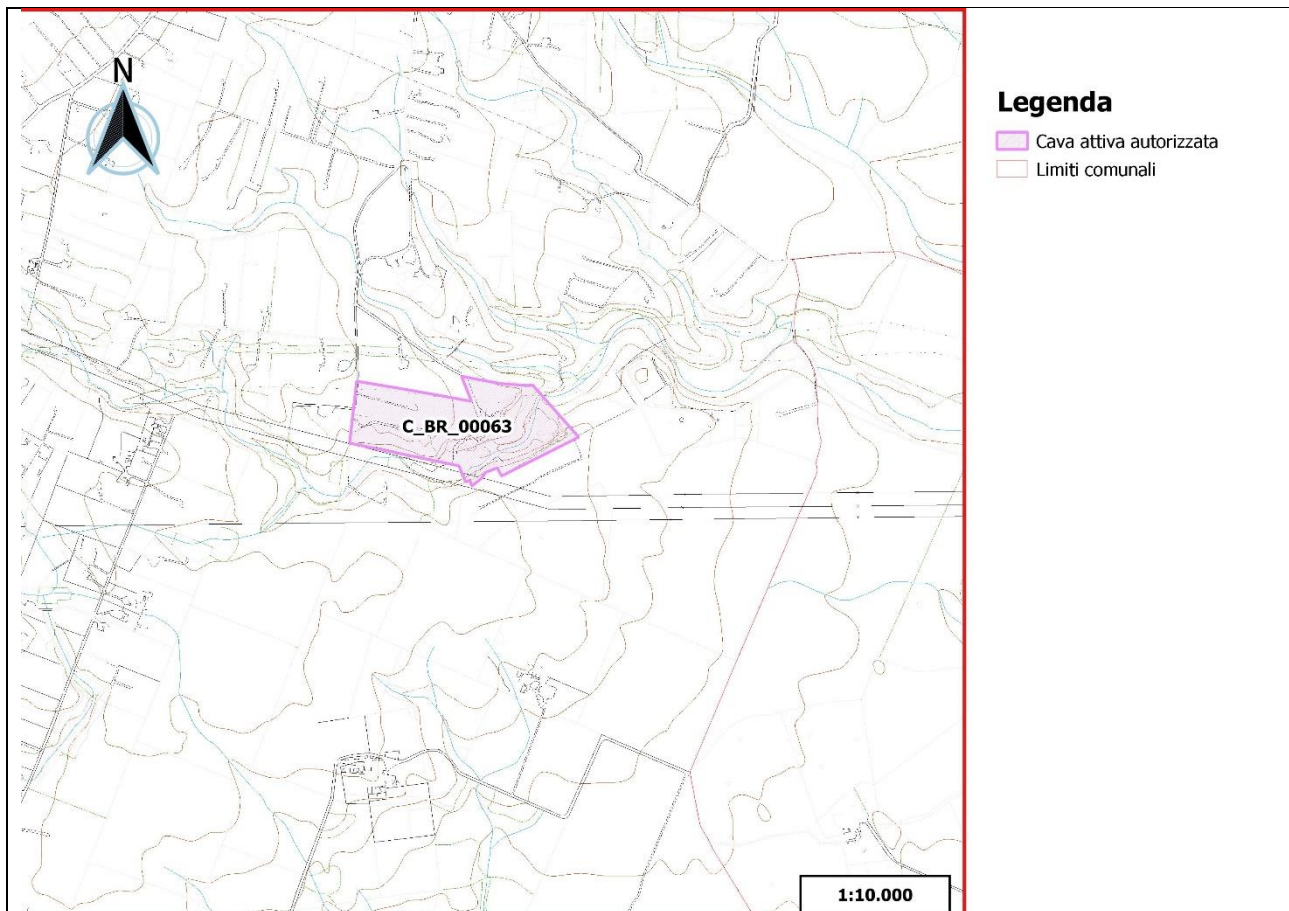 N
Legenda
Cava attiva autorizzata
Limiti comunali
C_BR_00063
1:10.000